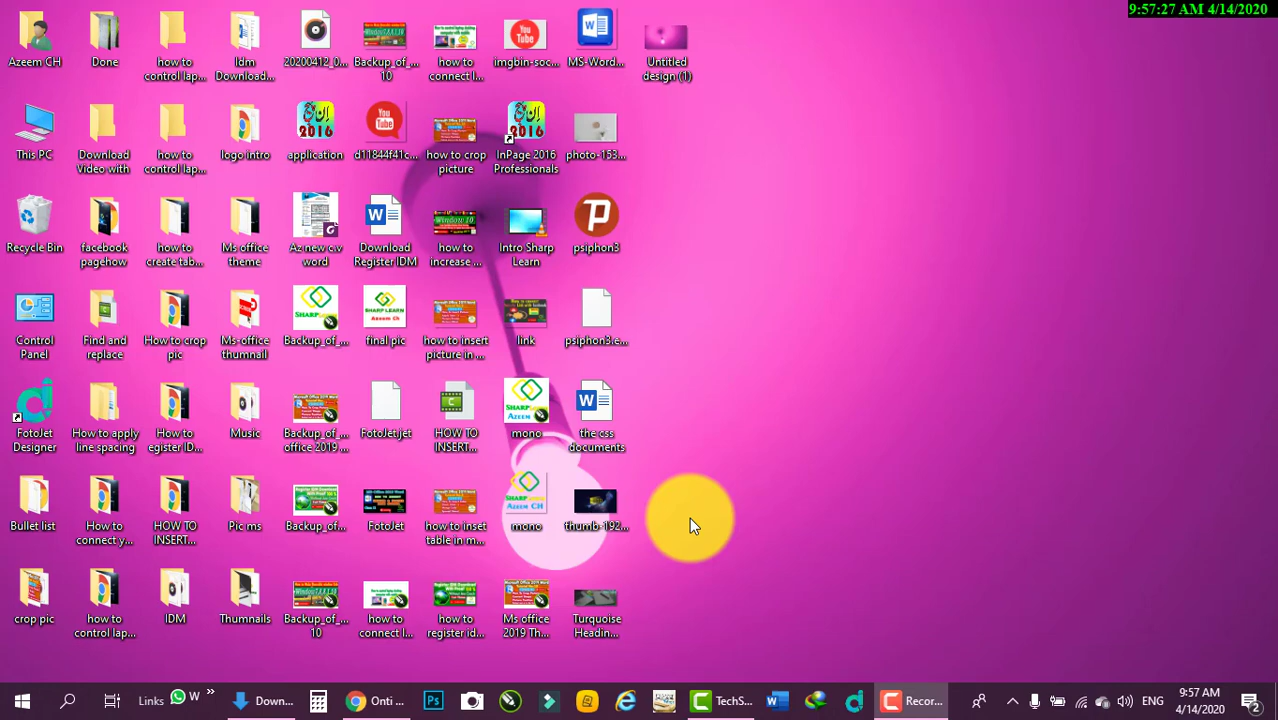 9:57:27 AM 4/14/2020
Azeem CH
Done
how to
control lap...
Idm
Download...
20200412_0...
Backup_of_...
10
how to
connect l...
imgbin-soc...
MS-Word...
Untitled
design (1)
This PC
Download
Video with
how to
control lap...
logo intro
application
d11844f41c...
how to crop
picture
InPage 2016
Professionals
photo-153...
Recycle Bin
facebook
pagehow
how to
create tab...
Ms office
theme
Az new c.v
word
Download
Register IDM
how to
increase ...
Intro Sharp
Learn
psiphon3
Control
Panel
Find and
replace
How to crop
pic
Ms-office
thumnail
Backup_of_...
final pic
how to insert
picture in ...
link
psiphon3.e...
FotoJet
Designer
How to apply
line spacing
How to
egister ID...
Music
Backup_of_...
office 2019 ...
FotoJet.jet
HOW TO
INSERT...
mono
the css
documents
Bullet list
How to
connect y...
HOW TO
INSERT...
Pic ms
Backup_of...
FotoJet
how to inset
table in m...
mono
thumb-192...
crop pic
how to
control lap...
IDM
Thumnails
Backup_of_...
10
how to
connect l...
how to
register id...
Ms office
2019 Th...
Turquoise
Headin...
Links
W
»
Down...
Onti ...
TechS...
Recor...
ENG
9:57 AM
4/14/2020
2